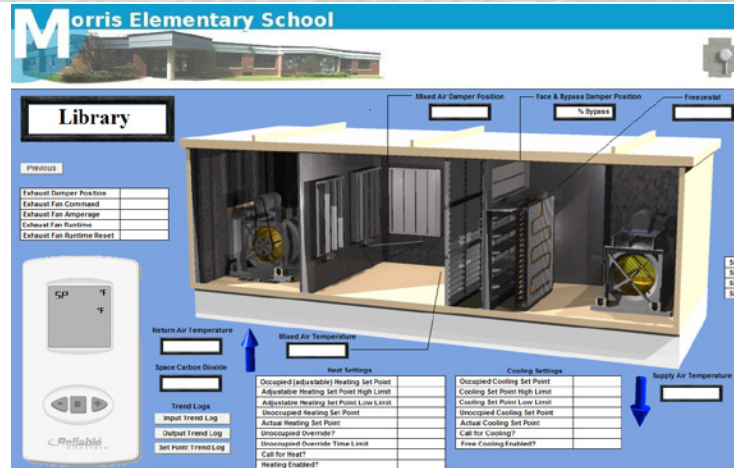 Morris Elementary School
Mixed Air Damper Position
Face & Bypass Damper Position
Freezestat
% Bypass
Library
Previous
Exhaust Damper Position
Exhaust Fan Command
Exhaust Fan Amperage
Exhaust Fan Runtime
Exhaust Fan Runtime Reset
SP °F
°F
Reliable
controls
Return Air Temperature
Mixed Air Temperature
Space Carbon Dioxide
Trend Logs
Input Trend Log
Output Trend Log
Set Point Trend Log
Heat Settings
Occupied (adjustable) Heating Set Point
Adjustable Heating Set Point High Limit
Adjustable Heating Set Point Low Limit
Unoccupied Heating Set Point
Actual Heating Set Point
Unoccupied Override?
Unoccupied Override Time Limit
Call for Heat?
Heating Enabled?
Cooling Settings
Occupied Cooling Set Point
Cooling Set Point High Limit
Cooling Set Point Low Limit
Unoccpied Cooling Set Point
Actual Cooling Set Point
Call for Cooling?
Free Cooling Enabled?
Supply Air Temperature